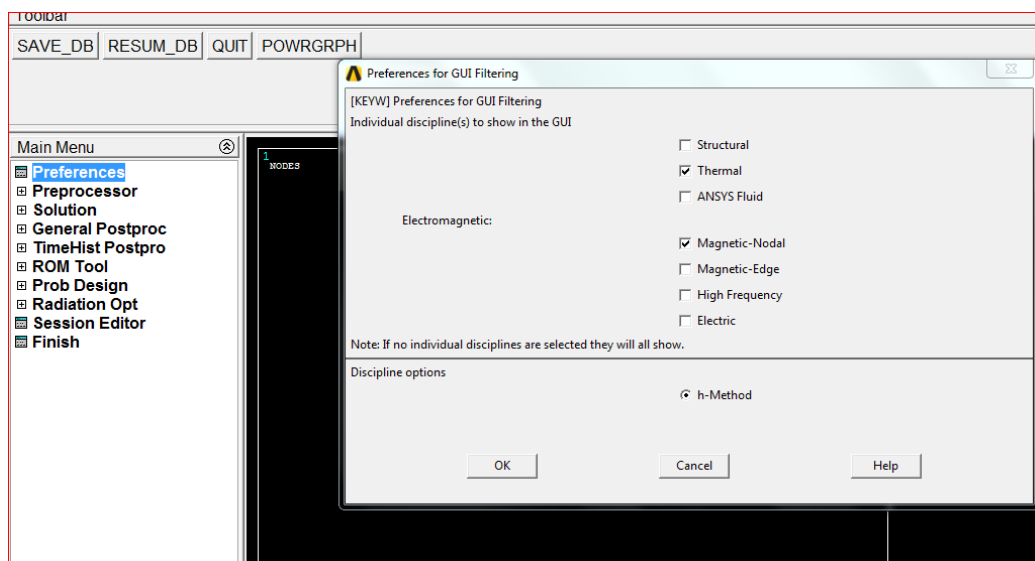 Toolbar
SAVE_DB RESUM_DB QUIT POWRGRPH
Preferences for GUI Filtering
[KEYW] Preferences for GUI Filtering
Individual discipline(s) to show in the GUI
Structural
Thermal
ANSYS Fluid
Electromagnetic:
Magnetic-Nodal
Magnetic-Edge
High Frequency
Electric
Note: If no individual disciplines are selected they will all show.
Discipline options
h-Method
OK Cancel Help
Main Menu
Preferences
Preprocessor
Solution
General Postproc
TimeHist Postpro
ROM Tool
Prob Design
Radiation Opt
Session Editor
Finish
1
NODES